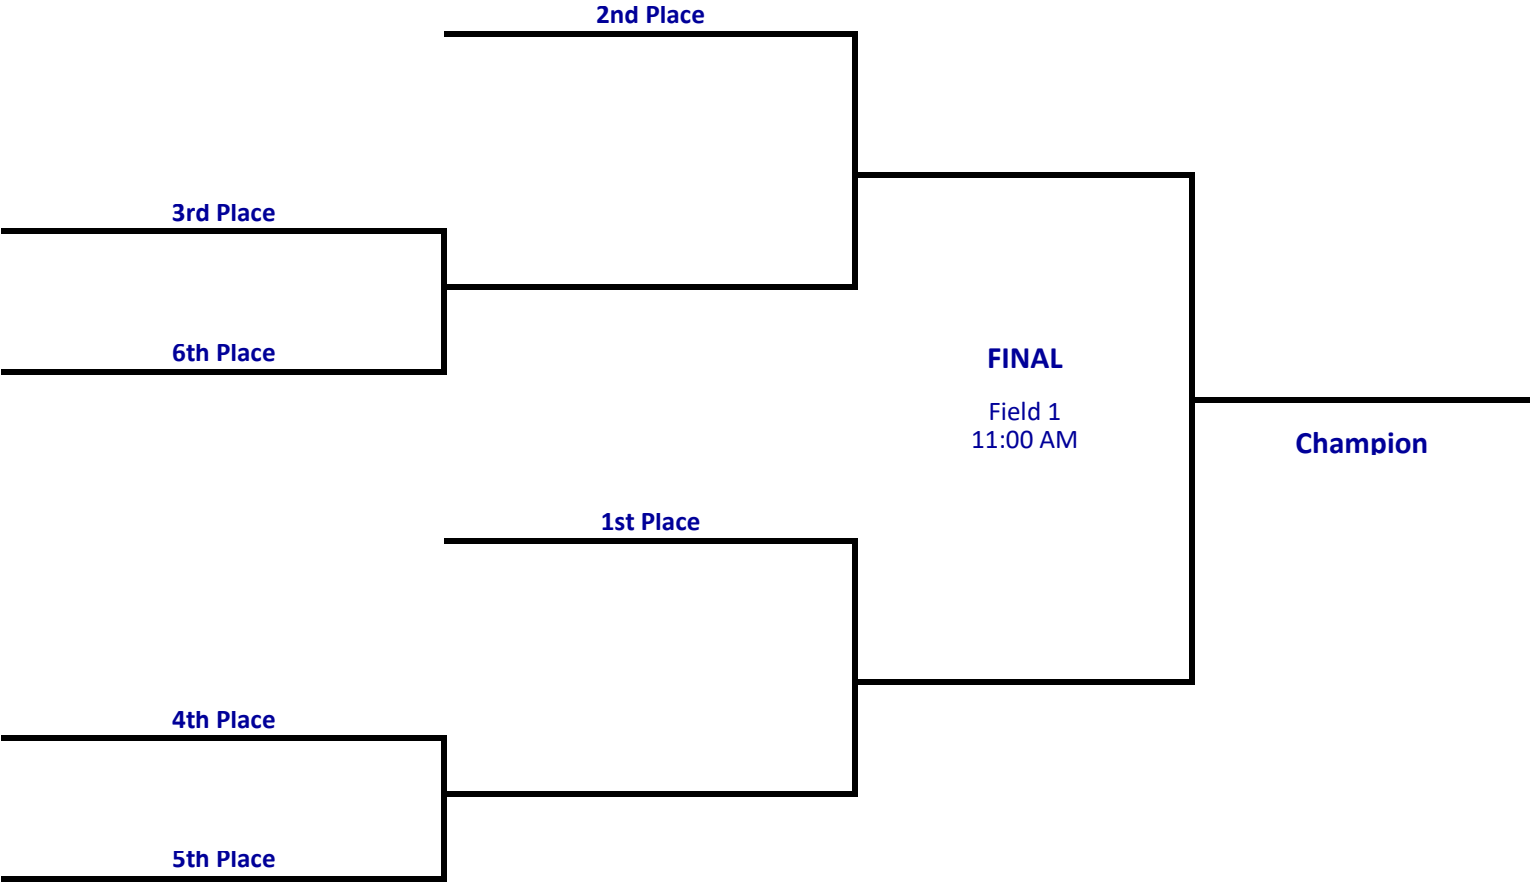 2nd Place
3rd Place
6th Place
FINAL
Field 1
11:00 AM
Champion
1st Place
4th Place
5th Place